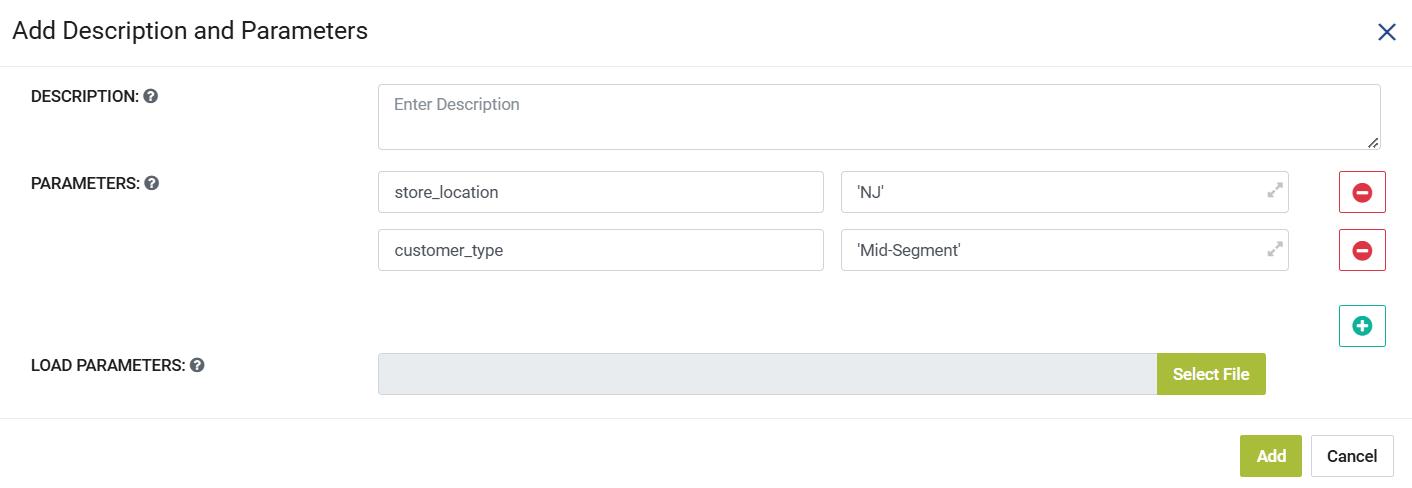 Add Description and Parameters
DESCRIPTION:
Enter Description
PARAMETERS:
store_location 'NJ'
customer_type 'Mid-Segment'
LOAD PARAMETERS:
Select File
Add Cancel